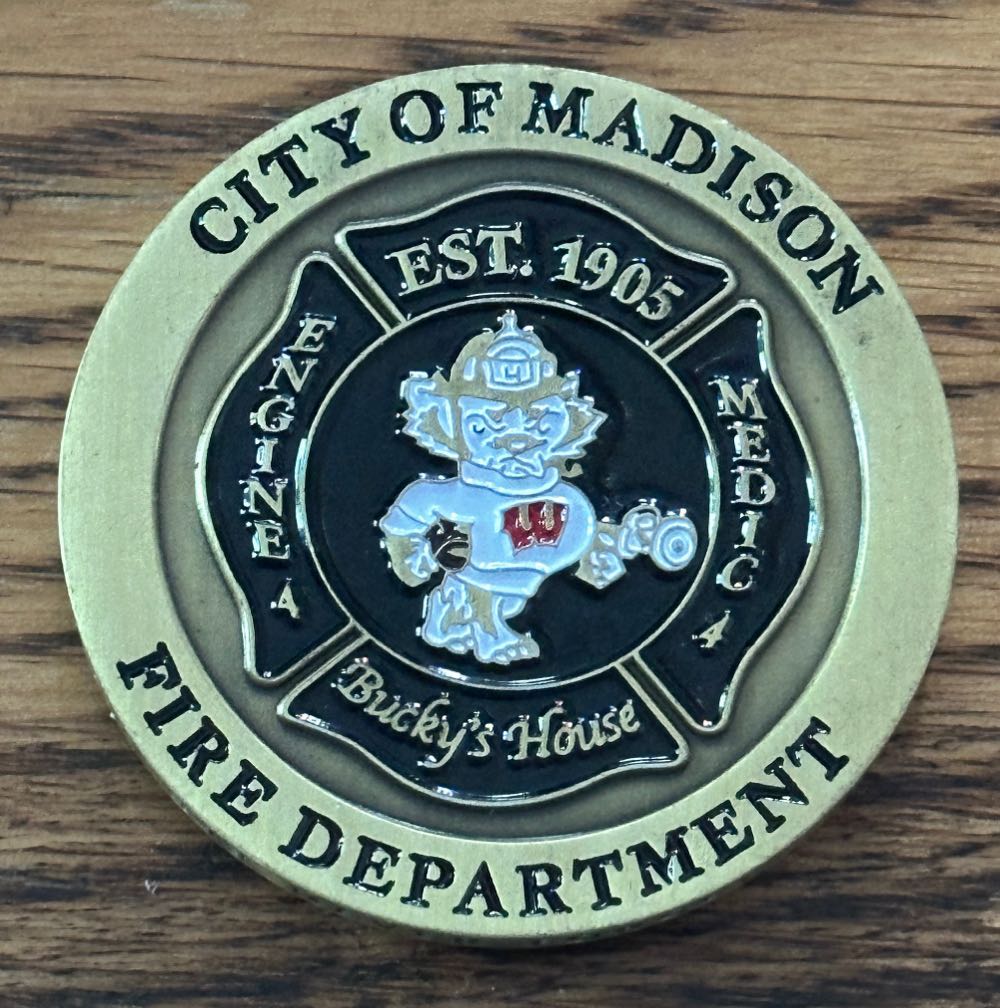 CITY OF MADISON
EST. 1905
ENGINE 4
MEDIC 4
W
Bucky's House
FIRE DEPARTMENT